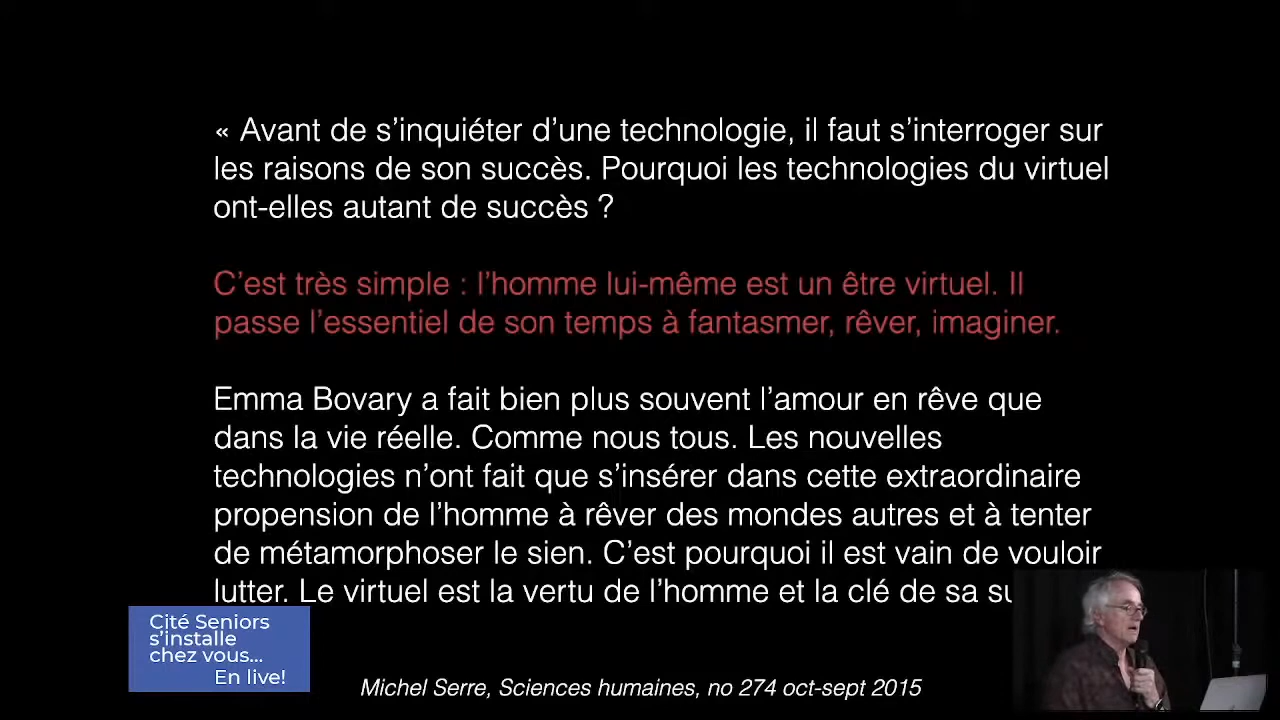 « Avant de s’inquiéter d’une technologie, il faut s’interroger sur
les raisons de son succès. Pourquoi les technologies du virtuel
ont-elles autant de succès ?
C’est très simple : l’homme lui-même est un être virtuel. Il
passe l’essentiel de son temps à fantasmer, rêver, imaginer.
Emma Bovary a fait bien plus souvent l’amour en rêve que
dans la vie réelle. Comme nous tous. Les nouvelles
technologies n’ont fait que s’insérer dans cette extraordinaire
propension de l’homme à rêver des mondes autres et à tenter
de métamorphoser le sien. C’est pourquoi il est vain de vouloir
lutter. Le virtuel est la vertu de l’homme et la clé de sa
Cité Seniors
s’installe
chez vous...
En live!
Michel Serre, Sciences humaines, no 274 oct-sept 2015